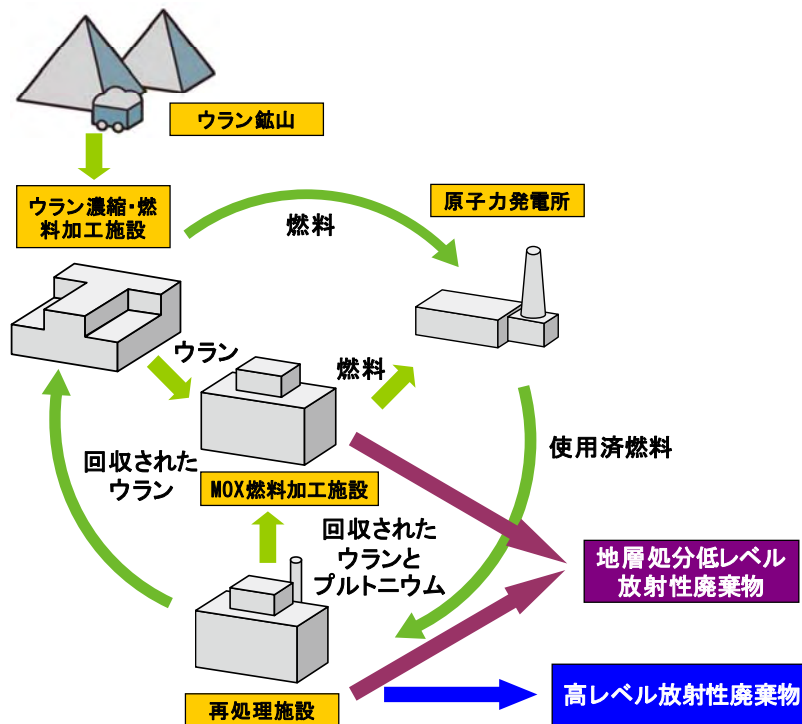 ウラン鉱山
ウラン濃縮・燃
料加工施設
原子力発電所
燃料
ウラン
燃料
使用済燃料
回収された
ウラン
MOX燃料加工施設
回収された
ウランと
プルトニウム
地層処分低レベル
放射性廃棄物
高レベル放射性廃棄物
再処理施設